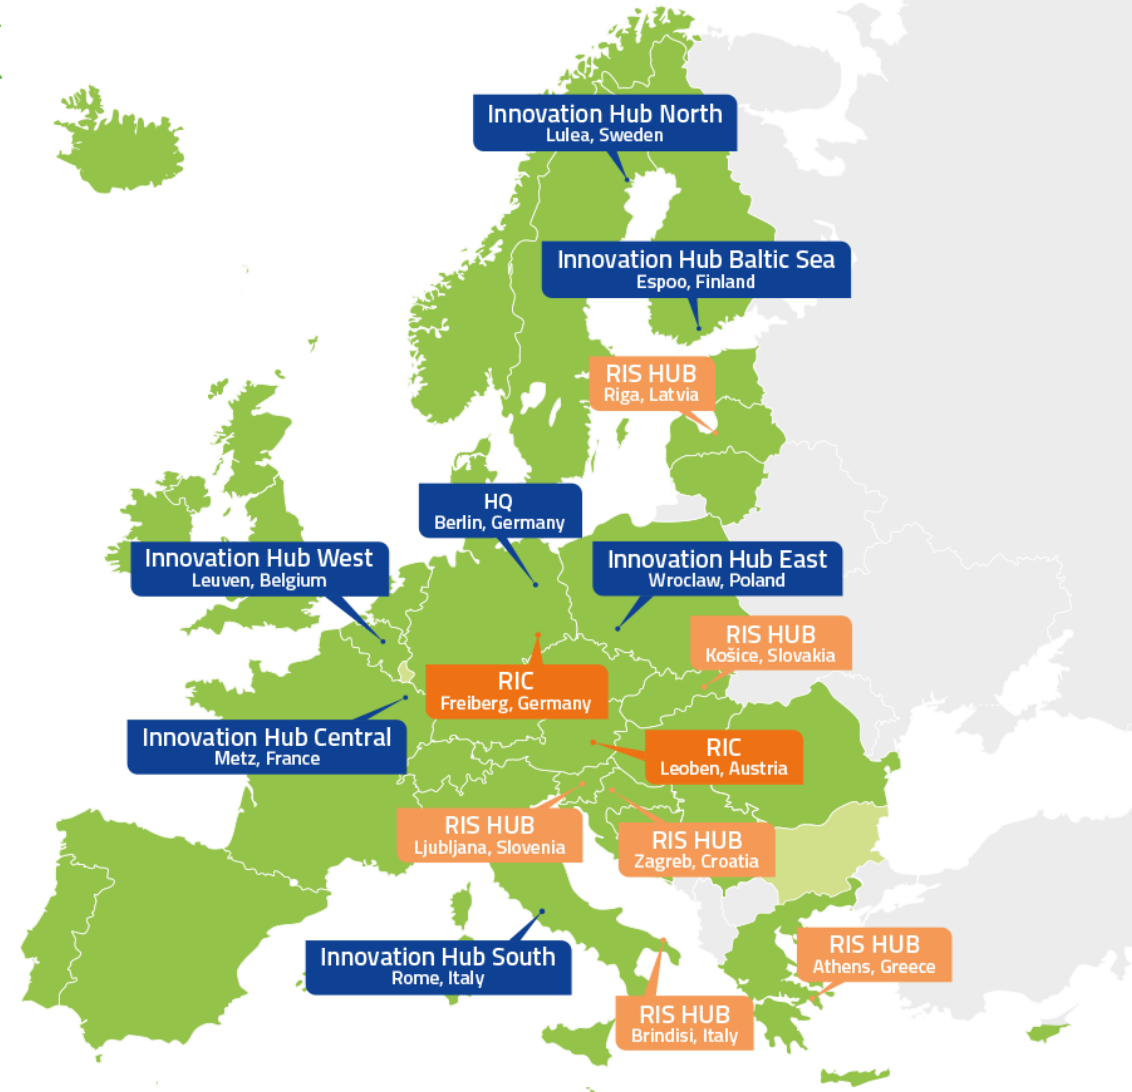 Innovation Hub North
Lulea, Sweden
Innovation Hub Baltic Sea
Espoo, Finland
RIS HUB
Riga, Latvia
HQ
Berlin, Germany
Innovation Hub West
Leuven, Belgium
Innovation Hub East
Wroclaw, Poland
RIS HUB
Košice, Slovakia
RIC
Freiberg, Germany
Innovation Hub Central
Metz, France
RIC
Leoben, Austria
RIS HUB
Ljubljana, Slovenia
RIS HUB
Zagreb, Croatia
Innovation Hub South
Rome, Italy
RIS HUB
Athens, Greece
RIS HUB
Brindisi, Italy